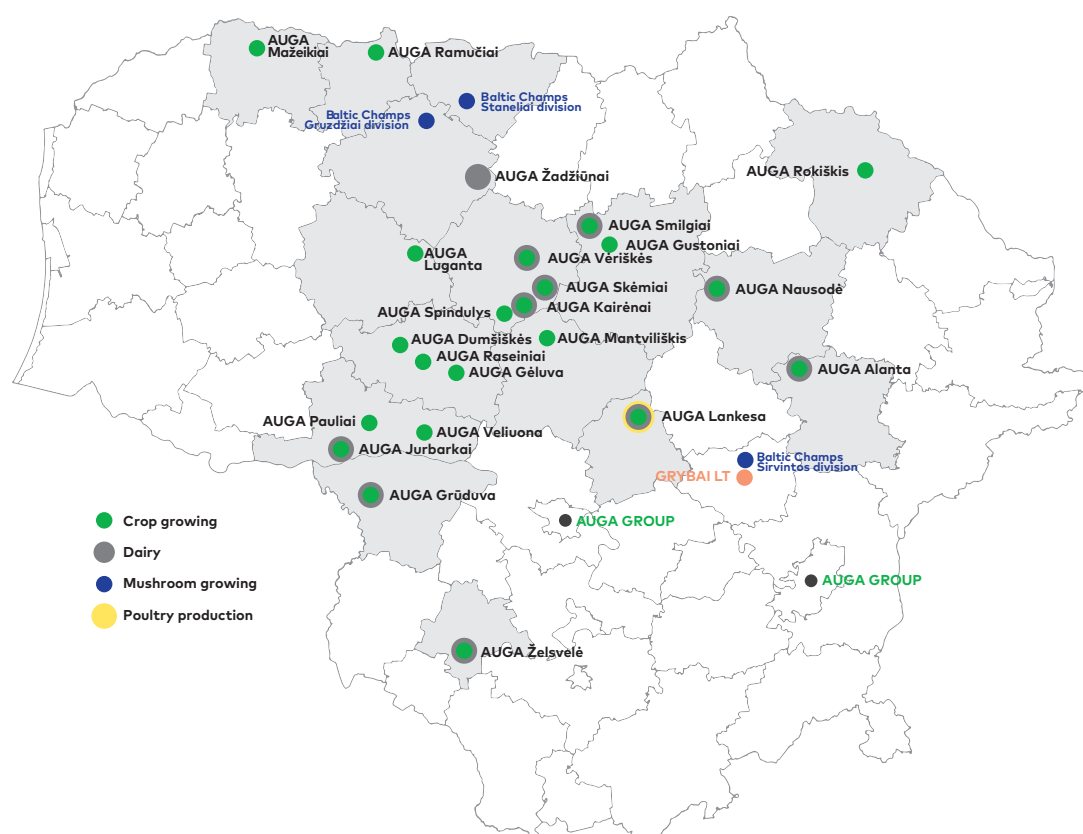 AUGA
Mažeikiai
AUGA Ramučiai
Baltic Champs
Staneliai division
Baltic Champs
Gruzdžiai division
AUGA Žadžiūnai
AUGA Rokiškis
AUGA Smilgiai
AUGA Gustoniai
AUGA
Luganta
AUGA Vėriškės
AUGA Skėmiai
AUGA Nausodė
AUGA Kairėnai
AUGA Spindulys
AUGA Dumšiškės
AUGA Mantviliškis
AUGA Raseiniai
AUGA Gėluva
AUGA Alanta
AUGA Pauliai
AUGA Lankesa
AUGA Veliuona
AUGA Jurbarkai
Baltic Champs
Sirvintos division
GRYBAI LT
AUGA Grūduva
AUGA GROUP
AUGA GROUP
AUGA Želsvelė
Crop growing
Dairy
Mushroom growing
Poultry production